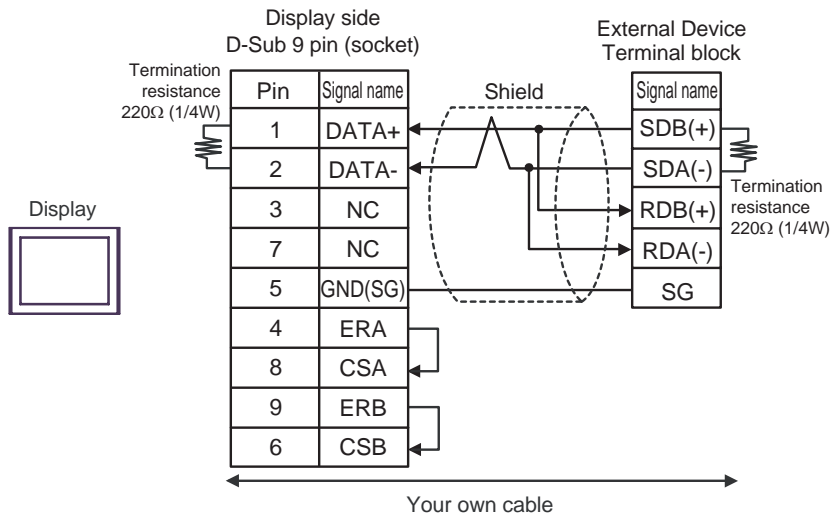 Display side
D-Sub 9 pin (socket)
External Device
Terminal block
Termination
resistance
220Ω (1/4W)
Pin Signal name
Shield
Signal name
1 DATA+
SDB(+)
2 DATA-
SDA(-)
Termination
resistance
220Ω (1/4W)
Display
3 NC
RDB(+)
7 NC
RDA(-)
5 GND(SG)
SG
4 ERA
8 CSA
9 ERB
6 CSB
Your own cable